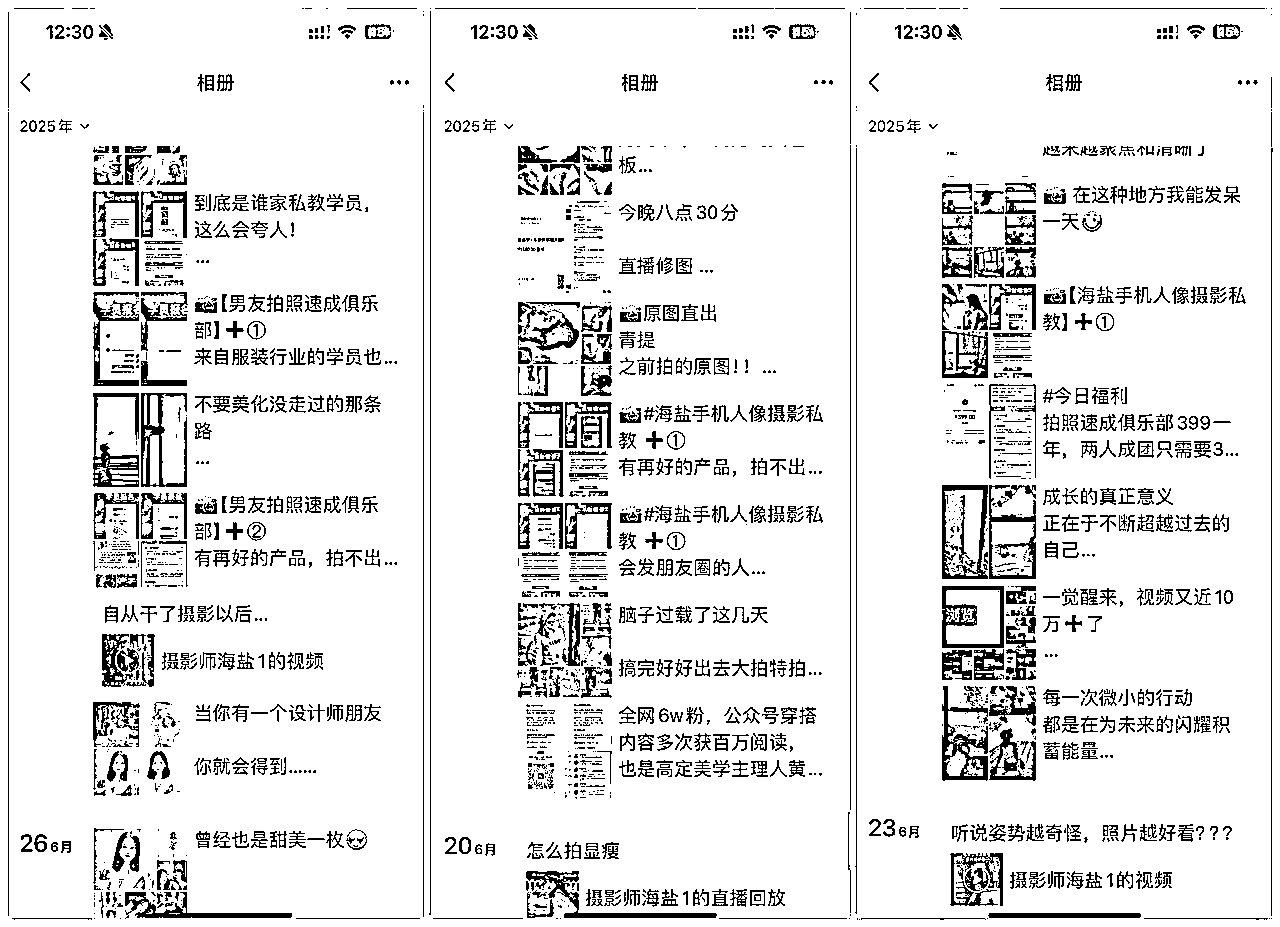 12:30
相册
2025年
到底是谁家私教学员，
这么会夸人！
...
【男友拍照速成俱乐
部】➕①
来自服装行业的学员也...
不要美化没走过的那条
路
...
【男友拍照速成俱乐
部】➕②
有再好的产品，拍不出...
自从干了摄影以后...
摄影师海盐1的视频
当你有一个设计师朋友
你就会得到......
26 6月
曾经也是甜美一枚
12:30
相册
2025年
板...
今晚八点30分
直播修图 ...
📷原图直出
青提
之前拍的原图！！...
📷#海盐手机人像摄影私
教 ➕①
有再好的产品，拍不出...
📷#海盐手机人像摄影私
教 ➕①
会发朋友圈的人...
脑子过载了这几天
搞完好好出去大拍特拍...
全网6w粉，公众号穿搭
内容多次获百万阅读，
也是高定美学主理人黄...
20 6月
怎么拍显瘦
摄影师海盐1的直播回放
12:30
相册
2025年
越来越聚焦和清晰了
📷 在这种地方我能发呆
一天
📷【海盐手机人像摄影私
教】➕①
#今日福利
拍照速成俱乐部399一
年，两人成团只需要3...
成长的真正意义
正在于不断超越过去的
自己...
一觉醒来，视频又近10
万➕了
...
每一次微小的行动
都是在为未来的闪耀积
蓄能量...
23 6月
听说姿势越奇怪，照片越好看???
摄影师海盐1的视频